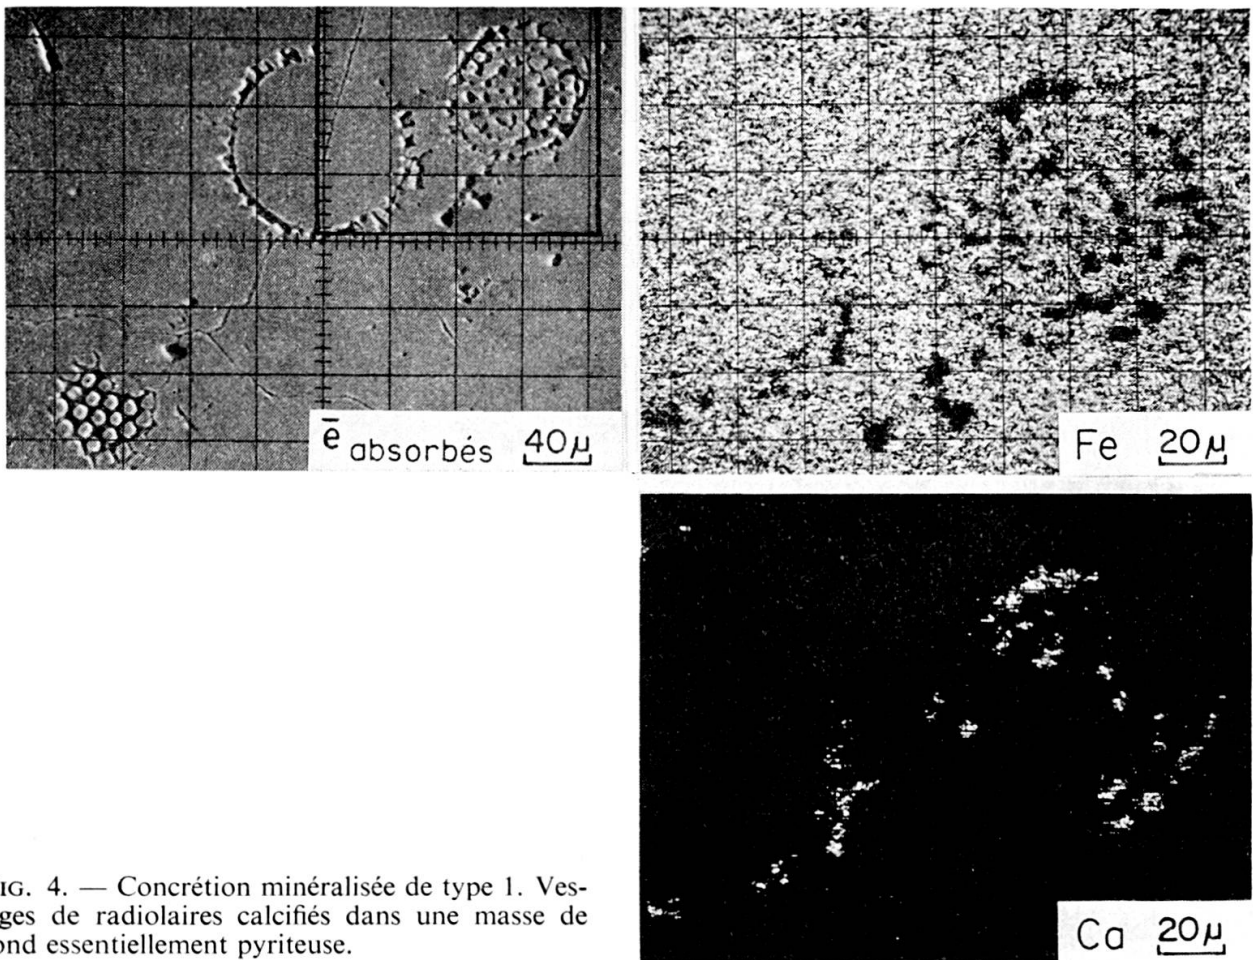 ē absorbés 40μ
Fe 20μ
Ca 20μ
IG. 4. — Concrétion minéralisée de type 1. Ves-
ges de radiolaires calcifiés dans une masse de
ond essentiellement pyriteuse.